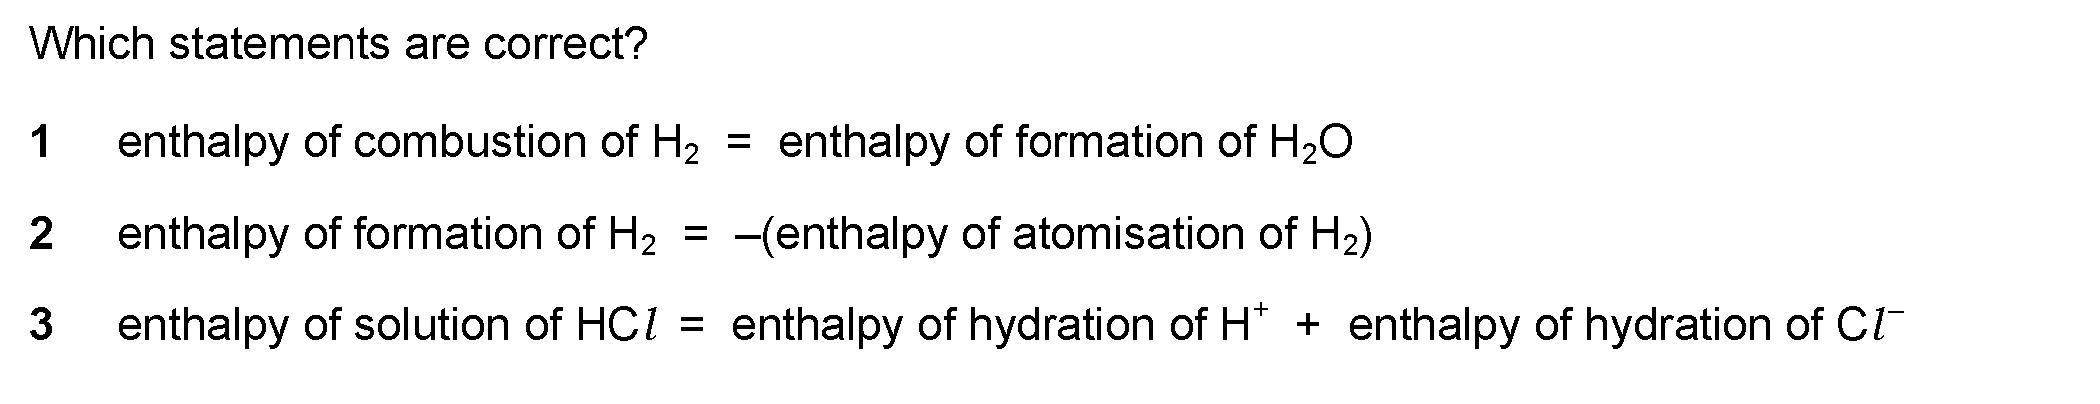 Which statements are correct?
1 enthalpy of combustion of H₂ = enthalpy of formation of H₂O
2 enthalpy of formation of H₂ = –(enthalpy of atomisation of H₂)
3 enthalpy of solution of HCl = enthalpy of hydration of H⁺ + enthalpy of hydration of Cl⁻